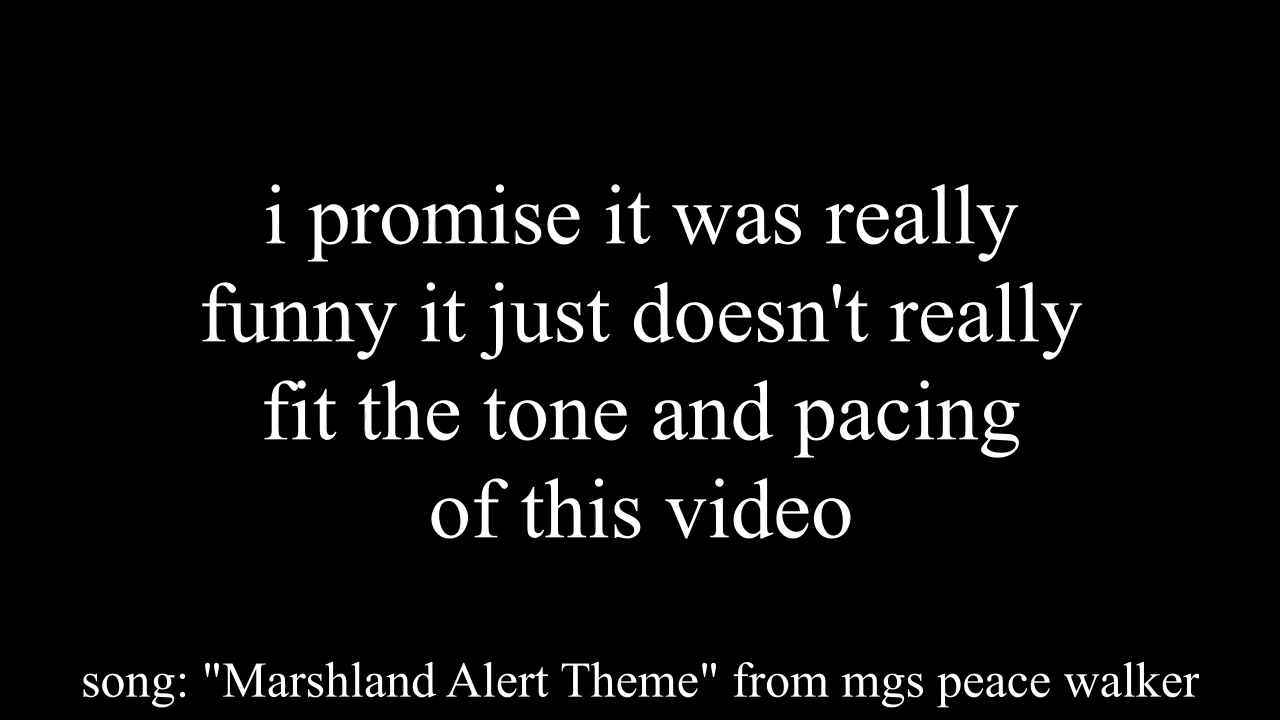 i promise it was really
funny it just doesn't really
fit the tone and pacing
of this video
song: "Marshland Alert Theme" from mgs peace walker